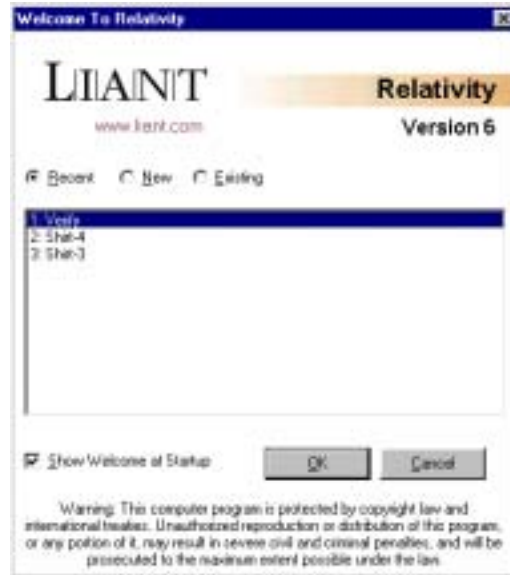 Welcome To Relativity
LIANT
Relativity
www.liant.com
Version 6
Recent New Existing
1: Verify
2: Shirt-4
3: Shirt-3
Show Welcome at Startup
OK
Cancel
Warning: This computer program is protected by copyright law and
international treaties. Unauthorized reproduction or distribution of this program,
or any portion of it, may result in severe civil and criminal penalties, and will be
prosecuted to the maximum extent possible under the law.